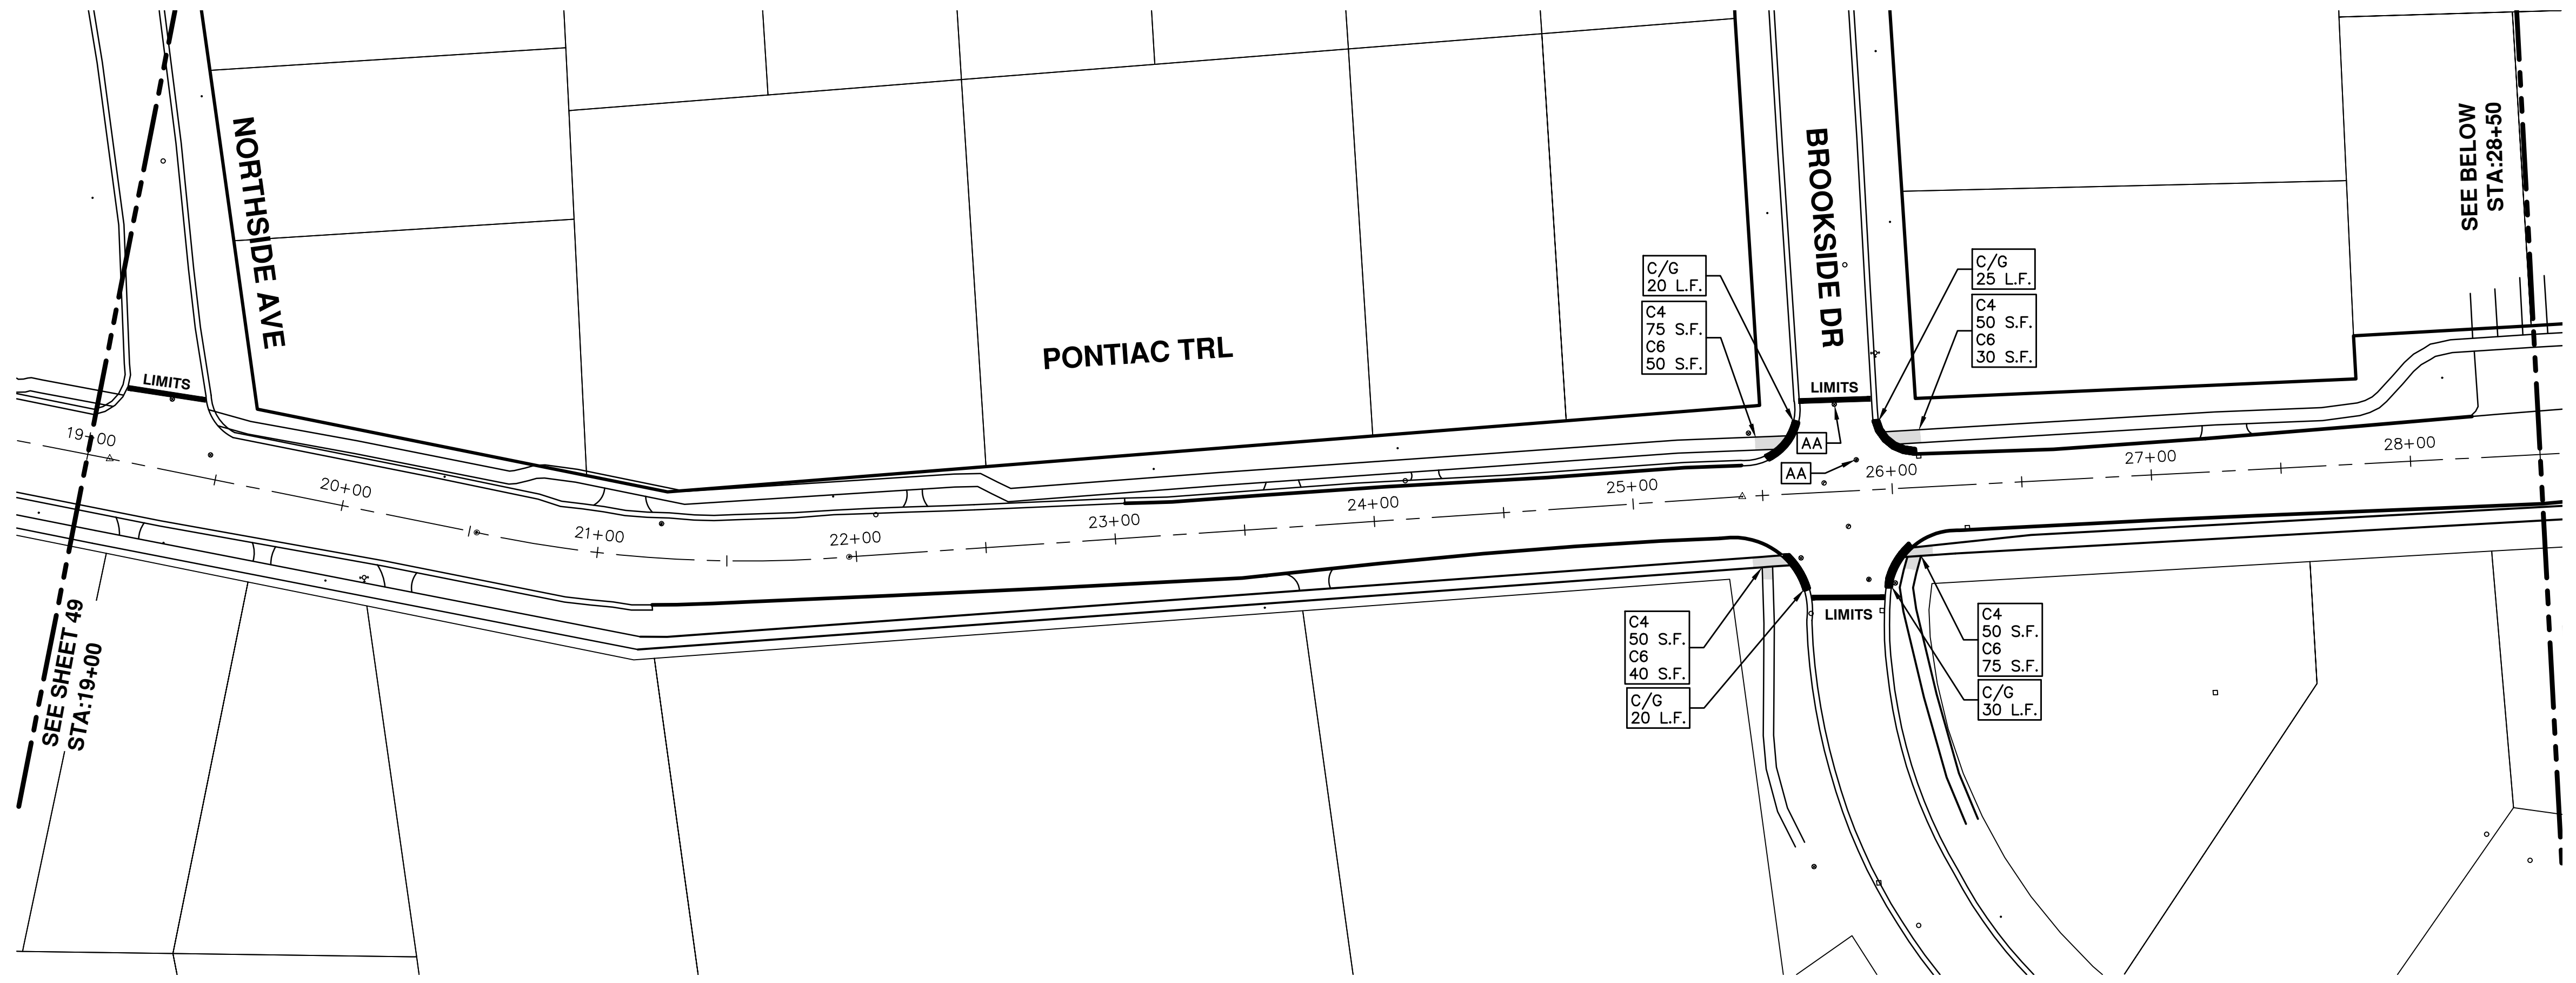 NORTHSIDE AVE
LIMITS
19+00
20+00
21+00
22+00
23+00
24+00
25+00
26+00
27+00
28+00
PONTIAC TRL
BROOKSIDE DR
LIMITS
C/G
20 L.F.
C4
75 S.F.
C6
50 S.F.
C/G
25 L.F.
C4
50 S.F.
C6
30 S.F.
AA
AA
SEE BELOW
STA:28+50
SEE SHEET 49
STA:19+00
LIMITS
C4
50 S.F.
C6
40 S.F.
C/G
20 L.F.
C4
50 S.F.
C6
75 S.F.
C/G
30 L.F.